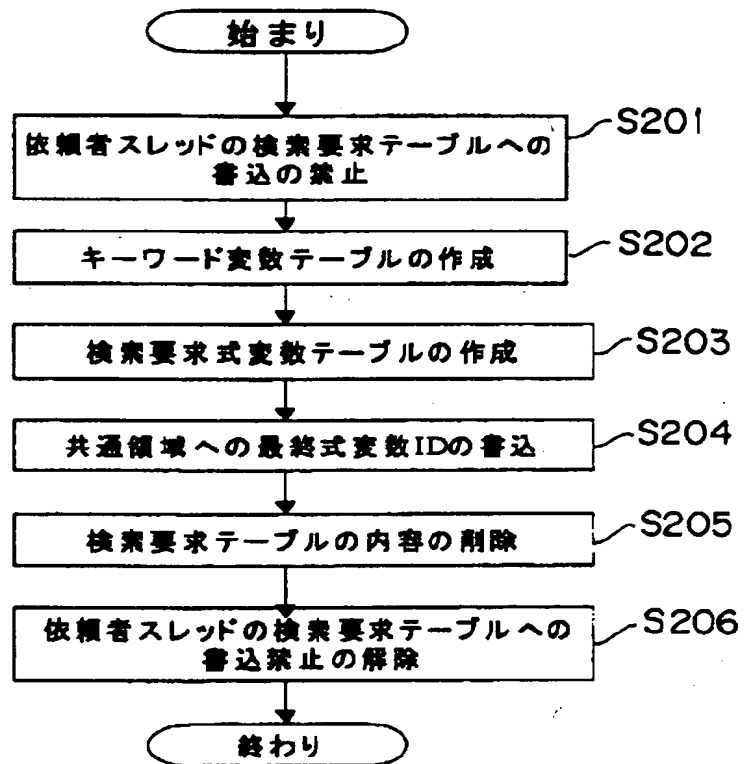 始まり
依頼者スレッドの検索要求テーブルへの
書込の禁止
S201
キーワード変数テーブルの作成
S202
検索要求式変数テーブルの作成
S203
共通領域への最終式変数IDの書込
S204
検索要求テーブルの内容の削除
S205
依頼者スレッドの検索要求テーブルへの
書込禁止の解除
S206
終わり